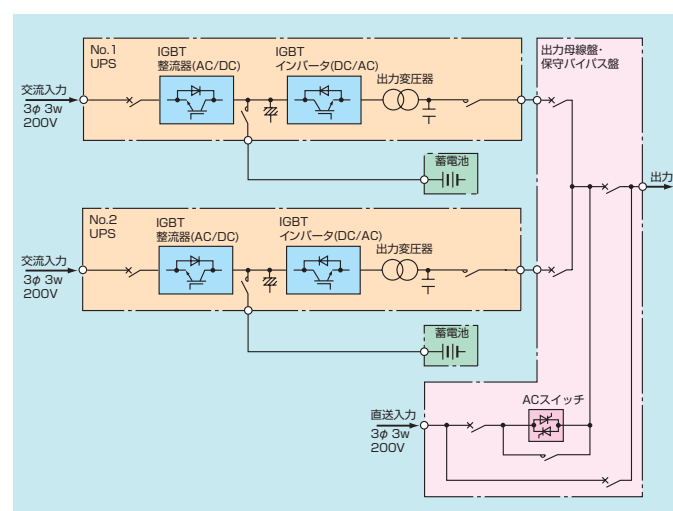 No.1
UPS
IGBT
整流器(AC/DC)
IGBT
インバータ(DC/AC)
出力変圧器
出力母線盤・
保守バイパス盤
交流入力
3φ 3w
200V
蓄電池
出力
No.2
UPS
IGBT
整流器(AC/DC)
IGBT
インバータ(DC/AC)
出力変圧器
交流入力
3φ 3w
200V
蓄電池
ACスイッチ
直送入力
3φ 3w
200V